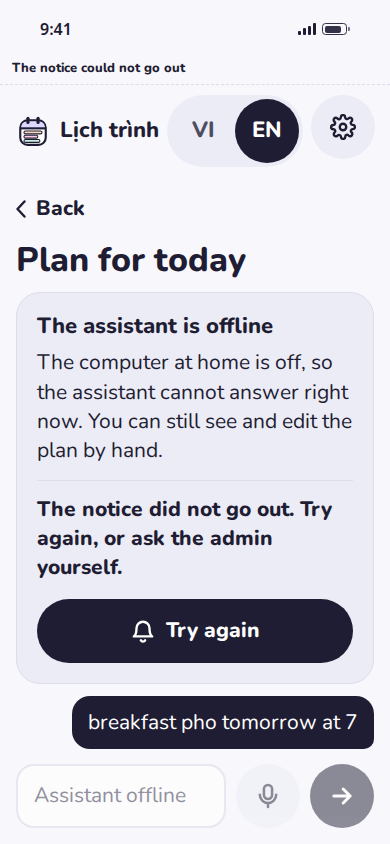 9:41
The notice could not go out
Lịch trình
VI
EN
Back
Plan for today
The assistant is offline
The computer at home is off, so
the assistant cannot answer right
now. You can still see and edit the
plan by hand.
The notice did not go out. Try
again, or ask the admin
yourself.
Try again
breakfast pho tomorrow at 7
Assistant offline